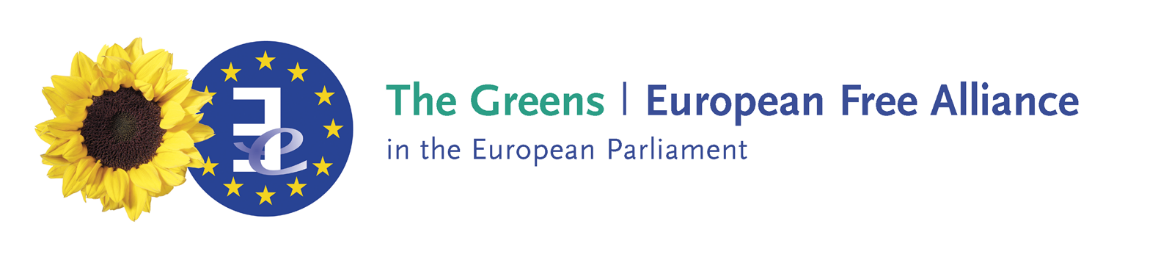 The Greens | European Free Alliance
in the European Parliament